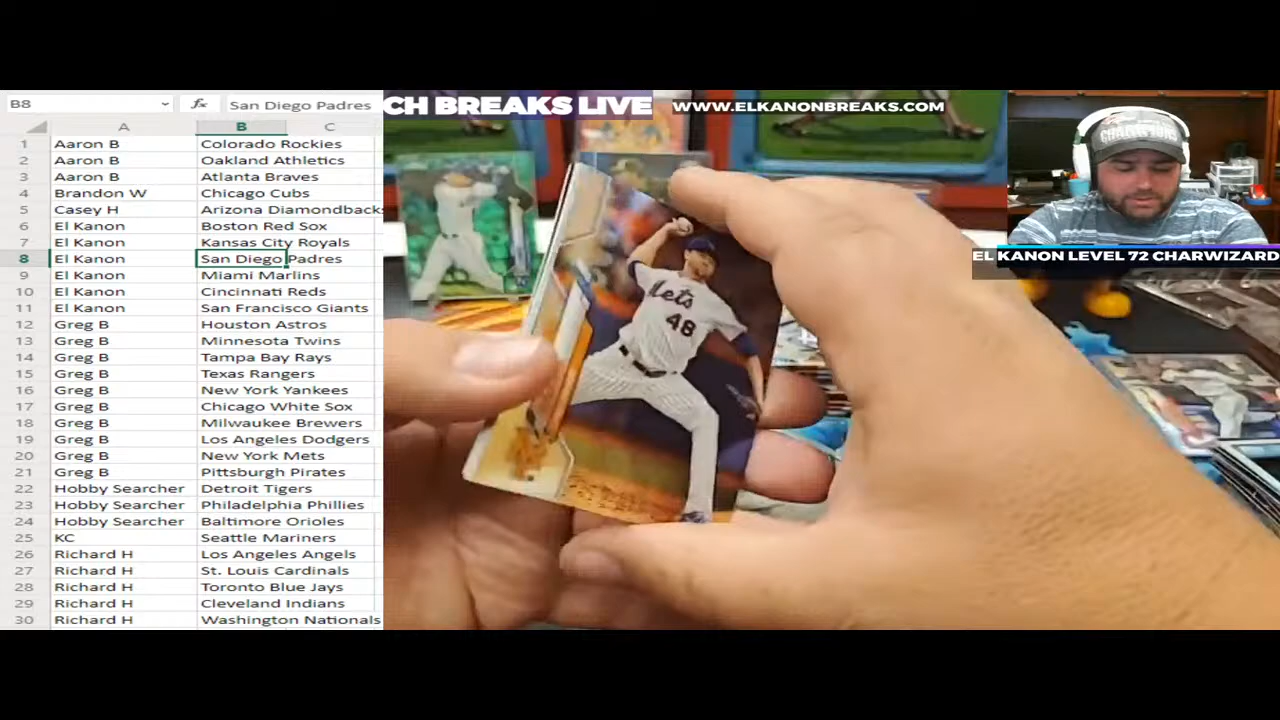 B8 fx San Diego Padres
A B C
1 Aaron B Colorado Rockies
2 Aaron B Oakland Athletics
3 Aaron B Atlanta Braves
4 Brandon W Chicago Cubs
5 Casey H Arizona Diamondbacks
6 El Kanon Boston Red Sox
7 El Kanon Kansas City Royals
8 El Kanon San Diego Padres
9 El Kanon Miami Marlins
10 El Kanon Cincinnati Reds
11 El Kanon San Francisco Giants
12 Greg B Houston Astros
13 Greg B Minnesota Twins
14 Greg B Tampa Bay Rays
15 Greg B Texas Rangers
16 Greg B New York Yankees
17 Greg B Chicago White Sox
18 Greg B Milwaukee Brewers
19 Greg B Los Angeles Dodgers
20 Greg B New York Mets
21 Greg B Pittsburgh Pirates
22 Hobby Searcher Detroit Tigers
23 Hobby Searcher Philadelphia Phillies
24 Hobby Searcher Baltimore Orioles
25 KC Seattle Mariners
26 Richard H Los Angeles Angels
27 Richard H St. Louis Cardinals
28 Richard H Toronto Blue Jays
29 Richard H Cleveland Indians
30 Richard H Washington Nationals
CH BREAKS LIVE
WWW.ELKANONBREAKS.COM
Mets
48
CHAMPIONS
EL KANON LEVEL 72 CHARWIZARD